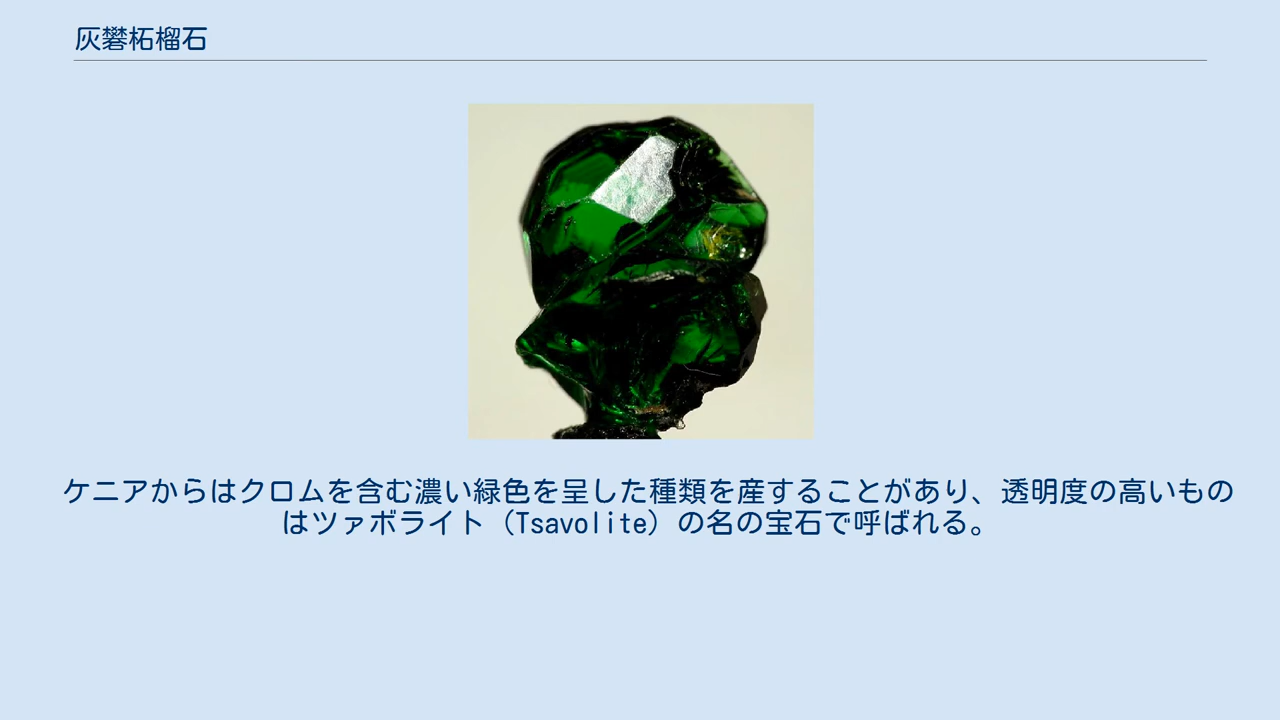 灰礬柘榴石
ケニアからはクロムを含む濃い緑色を呈した種類を産することがあり、透明度の高いもの
はツァボライト（Tsavolite）の名の宝石で呼ばれる。